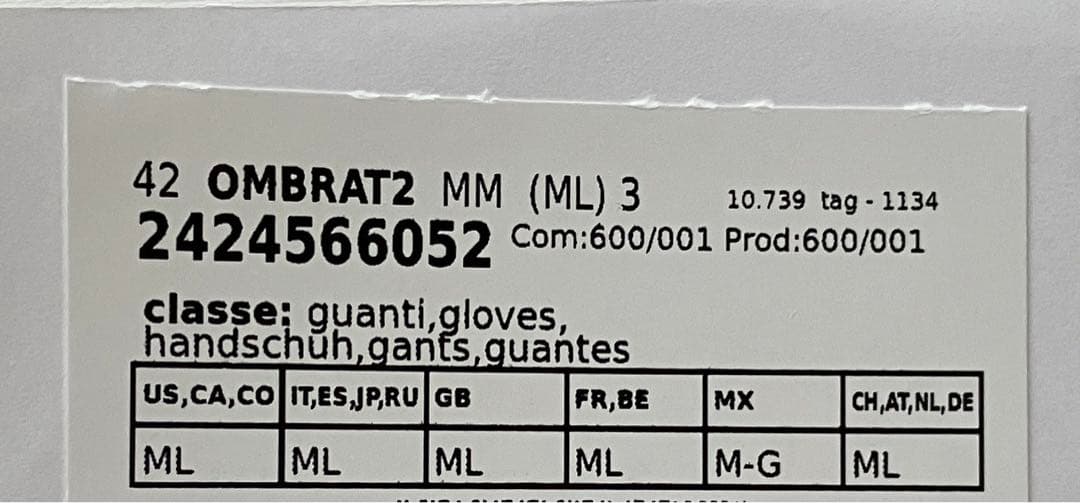 42 OMBRAT2 MM (ML) 3 10.739 tag - 1134
2424566052 Com:600/001 Prod:600/001
classe: guanti,gloves,
handschuh,gants,guantes
US,CA,CO IT,ES,JP,RU GB FR,BE MX CH,AT,NL,DE
ML ML ML ML M-G ML